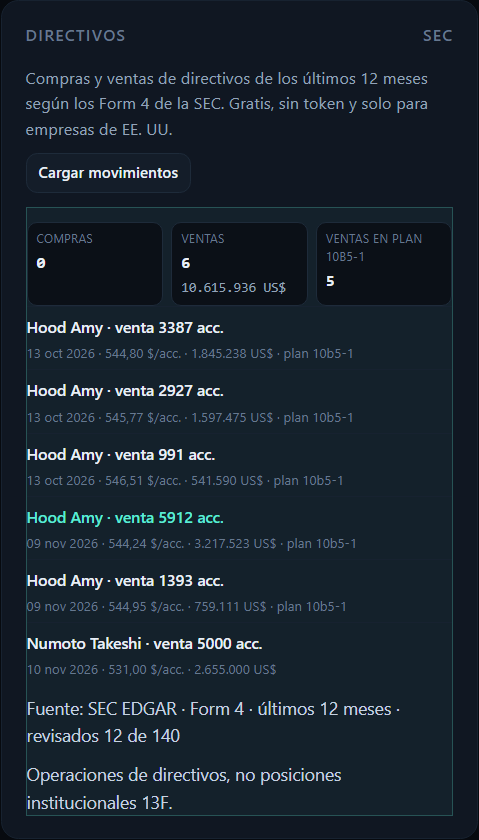 DIRECTIVOS SEC
Compras y ventas de directivos de los últimos 12 meses
según los Form 4 de la SEC. Gratis, sin token y solo para
empresas de EE. UU.
Cargar movimientos
COMPRAS
0
VENTAS
6
10.615.936 US$
VENTAS EN PLAN
10B5-1
5
Hood Amy · venta 3387 acc.
13 oct 2026 · 544,80 $/acc. · 1.845.238 US$ · plan 10b5-1
Hood Amy · venta 2927 acc.
13 oct 2026 · 545,77 $/acc. · 1.597.475 US$ · plan 10b5-1
Hood Amy · venta 991 acc.
13 oct 2026 · 546,51 $/acc. · 541.590 US$ · plan 10b5-1
Hood Amy · venta 5912 acc.
09 nov 2026 · 544,24 $/acc. · 3.217.523 US$ · plan 10b5-1
Hood Amy · venta 1393 acc.
09 nov 2026 · 544,95 $/acc. · 759.111 US$ · plan 10b5-1
Numoto Takeshi · venta 5000 acc.
10 nov 2026 · 531,00 $/acc. · 2.655.000 US$
Fuente: SEC EDGAR · Form 4 · últimos 12 meses ·
revisados 12 de 140
Operaciones de directivos, no posiciones
institucionales 13F.